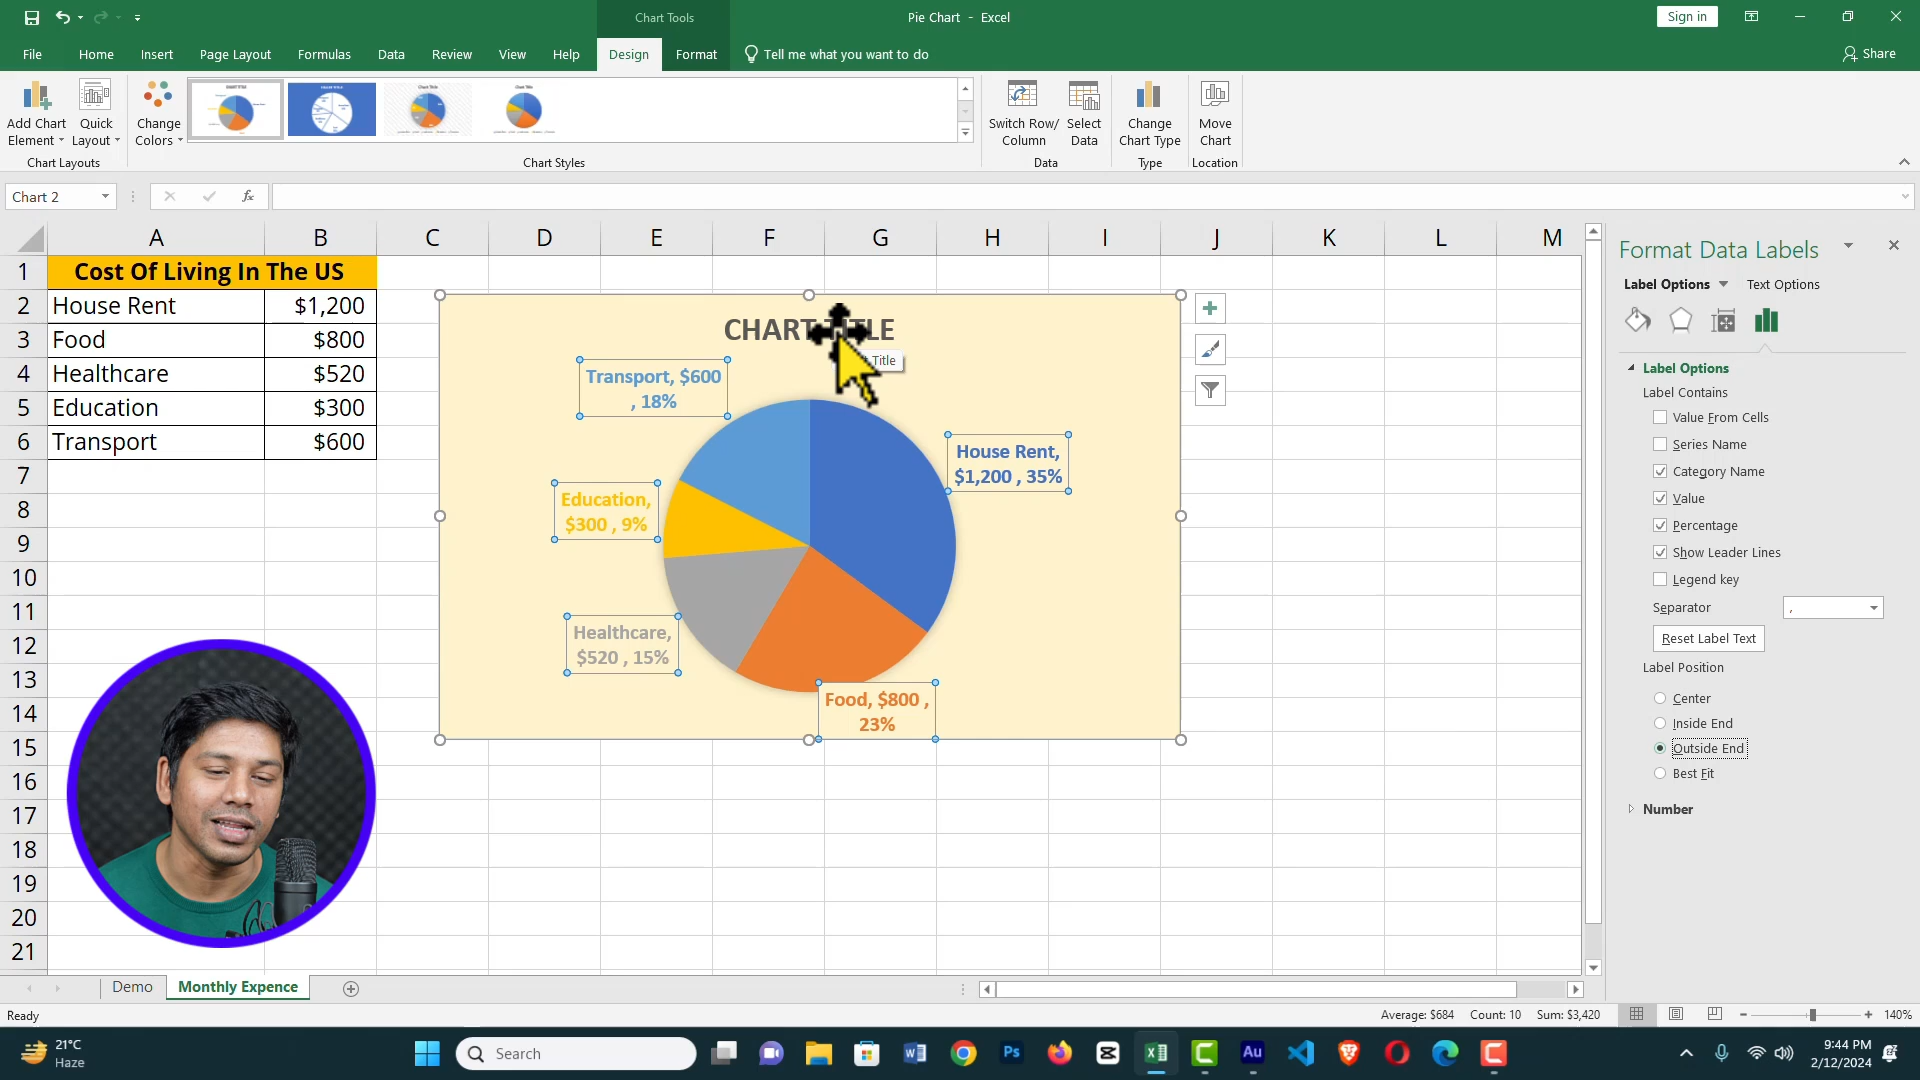 Chart Tools
Pie Chart - Excel
Sign in
File Home Insert Page Layout Formulas Data Review View Help Design Format Tell me what you want to do Share
Add Chart Element
Quick Layout
Change Colors
Switch Row/ Column
Select Data
Change Chart Type
Move Chart
Chart Layouts
Chart Styles
Data
Type
Location
Chart 2
fx
A B C D E F G H I J K L M
1 Cost Of Living In The US
2 House Rent $1,200
3 Food $800
4 Healthcare $520
5 Education $300
6 Transport $600
7
8
9
10
11
12
13
14
15
16
17
18
19
20
21
CHART TITLE
Title
Transport, $600
, 18%
House Rent,
$1,200 , 35%
Education,
$300 , 9%
Healthcare,
$520 , 15%
Food, $800 ,
23%
Format Data Labels
Label Options Text Options
Label Options
Label Contains
Value From Cells
Series Name
Category Name
Value
Percentage
Show Leader Lines
Legend key
Separator ,
Reset Label Text
Label Position
Center
Inside End
Outside End
Best Fit
Number
Demo Monthly Expence
Ready
Average: $684 Count: 10 Sum: $3,420
140%
21°C
Haze
Search
W
Ps
Au
9:44 PM
2/12/2024